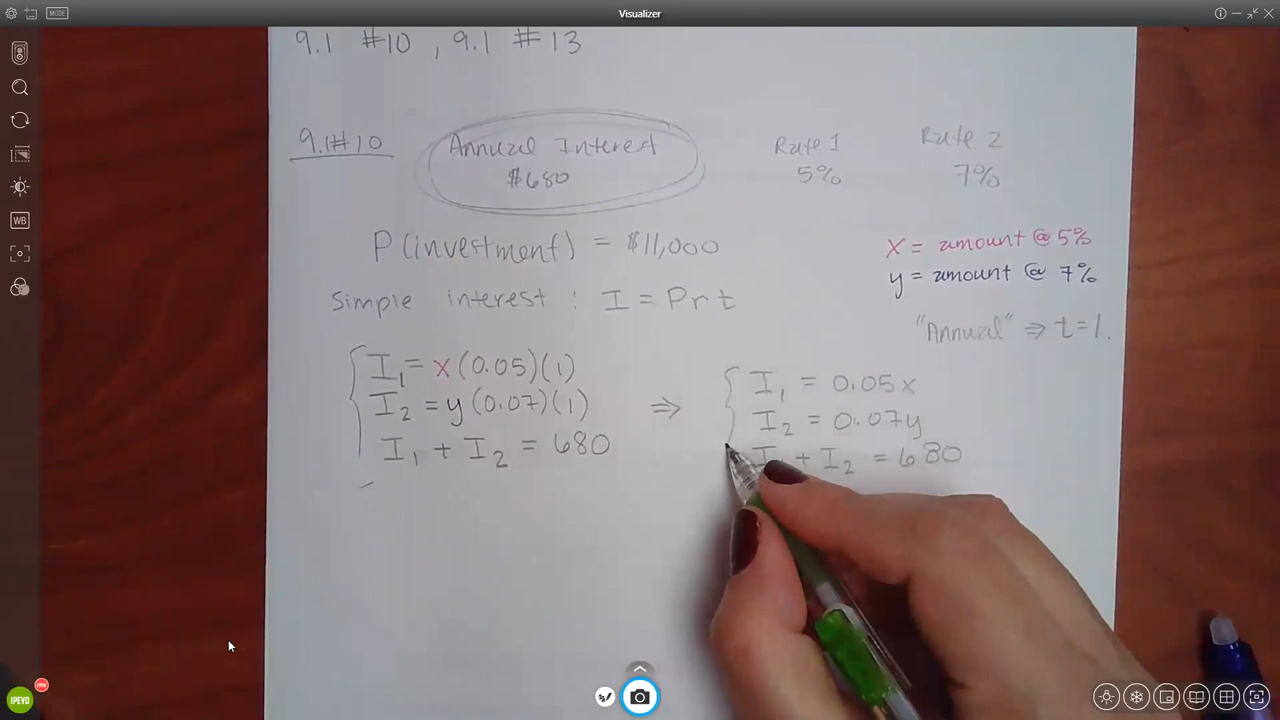 MODE
Visualizer
9.1 #10 , 9.1 #13
9.1#10
Annual Interest
$680
Rate 1
5%
Rate 2
7%
P (investment) = $11,000
x = amount @ 5%
y = amount @ 7%
Simple interest : I = Prt
"Annual" ⇒ t=1.
I₁ = x(0.05)(1)
I₂ = y(0.07)(1)
I₁ + I₂ = 680
⇒
I₁ = 0.05x
I₂ = 0.07y
I₁ + I₂ = 680
WB
IPEVO
new